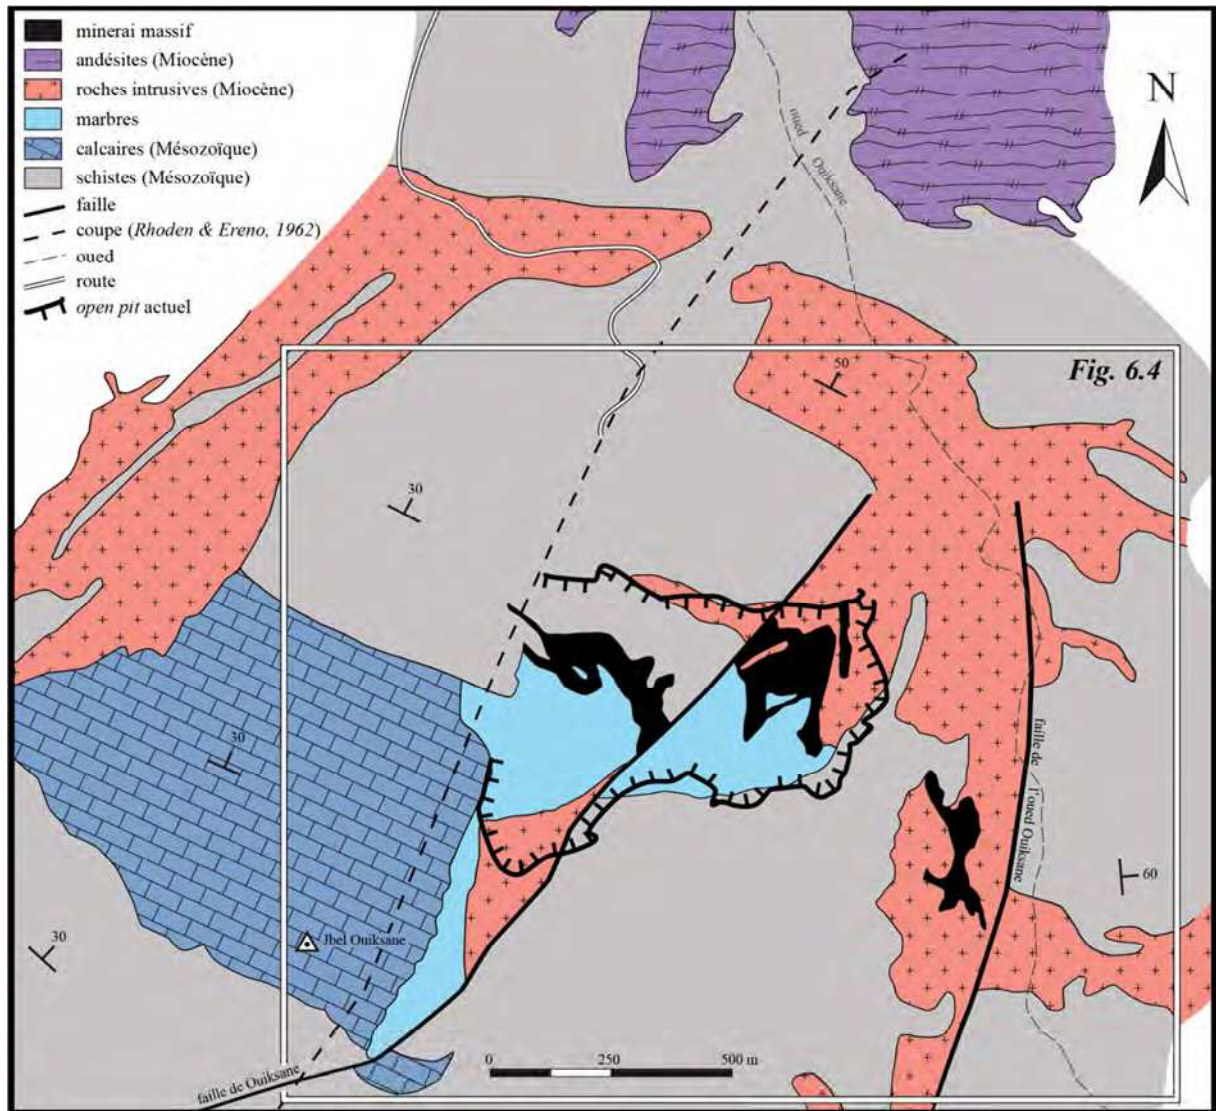 minerai massif
andésites (Miocène)
roches intrusives (Miocène)
marbres
calcaires (Mésozoïque)
schistes (Mésozoïque)
faille
coupe (Rhoden & Ereno, 1962)
oued
route
open pit actuel
N
oued Ouiksane
Fig. 6.4
50
30
30
30
60
faille de l'oued Ouiksane
Jbel Ouiksane
faille de Ouiksane
0 250 500 m